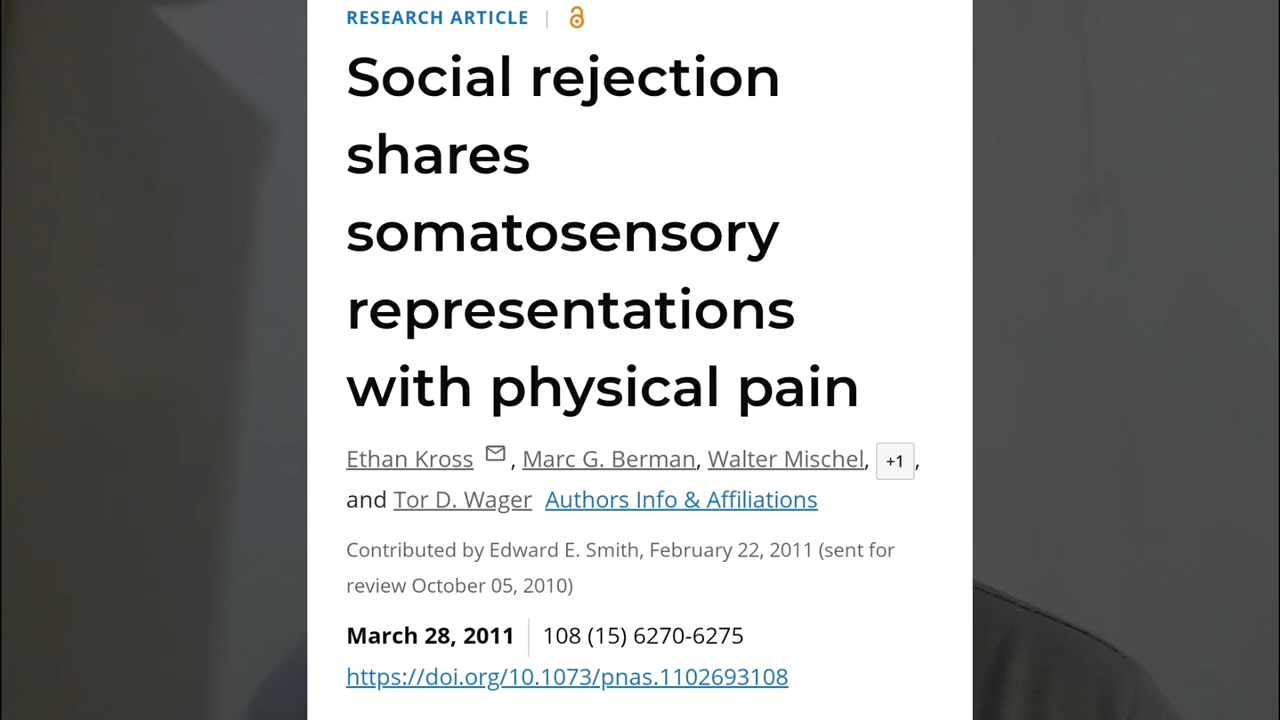 RESEARCH ARTICLE |
Social rejection
shares
somatosensory
representations
with physical pain
Ethan Kross , Marc G. Berman, Walter Mischel, +1 ,
and Tor D. Wager Authors Info & Affiliations
Contributed by Edward E. Smith, February 22, 2011 (sent for
review October 05, 2010)
March 28, 2011 | 108 (15) 6270-6275
https://doi.org/10.1073/pnas.1102693108